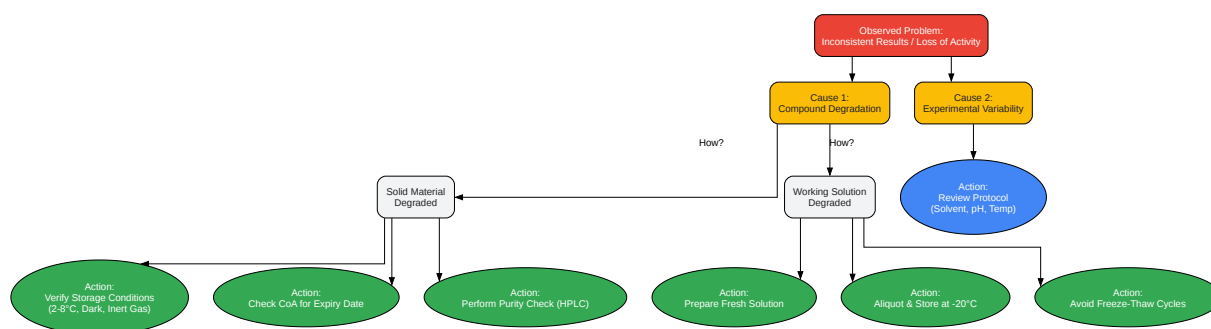 Observed Problem:
Inconsistent Results / Loss of Activity
Cause 1:
Compound Degradation
Cause 2:
Experimental Variability
How?
How?
Solid Material
Degraded
Working Solution
Degraded
Action:
Review Protocol
(Solvent, pH, Temp)
Action:
Verify Storage Conditions
(2-8°C, Dark, Inert Gas)
Action:
Check CoA for Expiry Date
Action:
Perform Purity Check (HPLC)
Action:
Prepare Fresh Solution
Action:
Aliquot & Store at -20°C
Action:
Avoid Freeze-Thaw Cycles